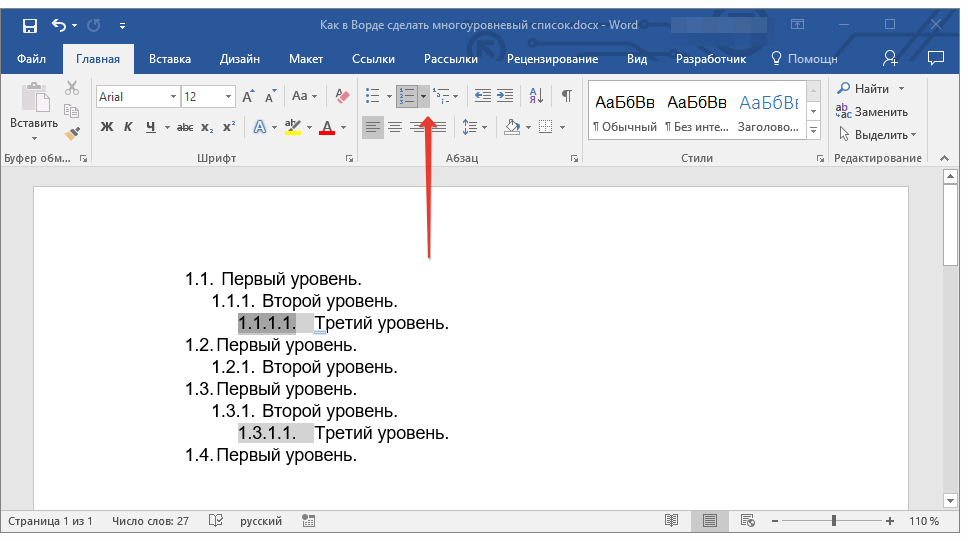 Как в Ворде сделать многоуровневый список.docx - Word
Файл Главная Вставка Дизайн Макет Ссылки Рассылки Рецензирование Вид Разработчик Помощн
Вставить
Буфер обм...
Arial 12 Aa
Ж К Ч abc x₂ x² A ab A
Шрифт
Абзац
АаБбВв АаБбВв АаБбВ
¶ Обычный ¶ Без инте... Заголово...
Стили
Найти
Заменить
Выделить
Редактирование
1.1. Первый уровень.
1.1.1. Второй уровень.
1.1.1.1. Третий уровень.
1.2. Первый уровень.
1.2.1. Второй уровень.
1.3. Первый уровень.
1.3.1. Второй уровень.
1.3.1.1. Третий уровень.
1.4. Первый уровень.
Страница 1 из 1 Число слов: 27 русский 110 %